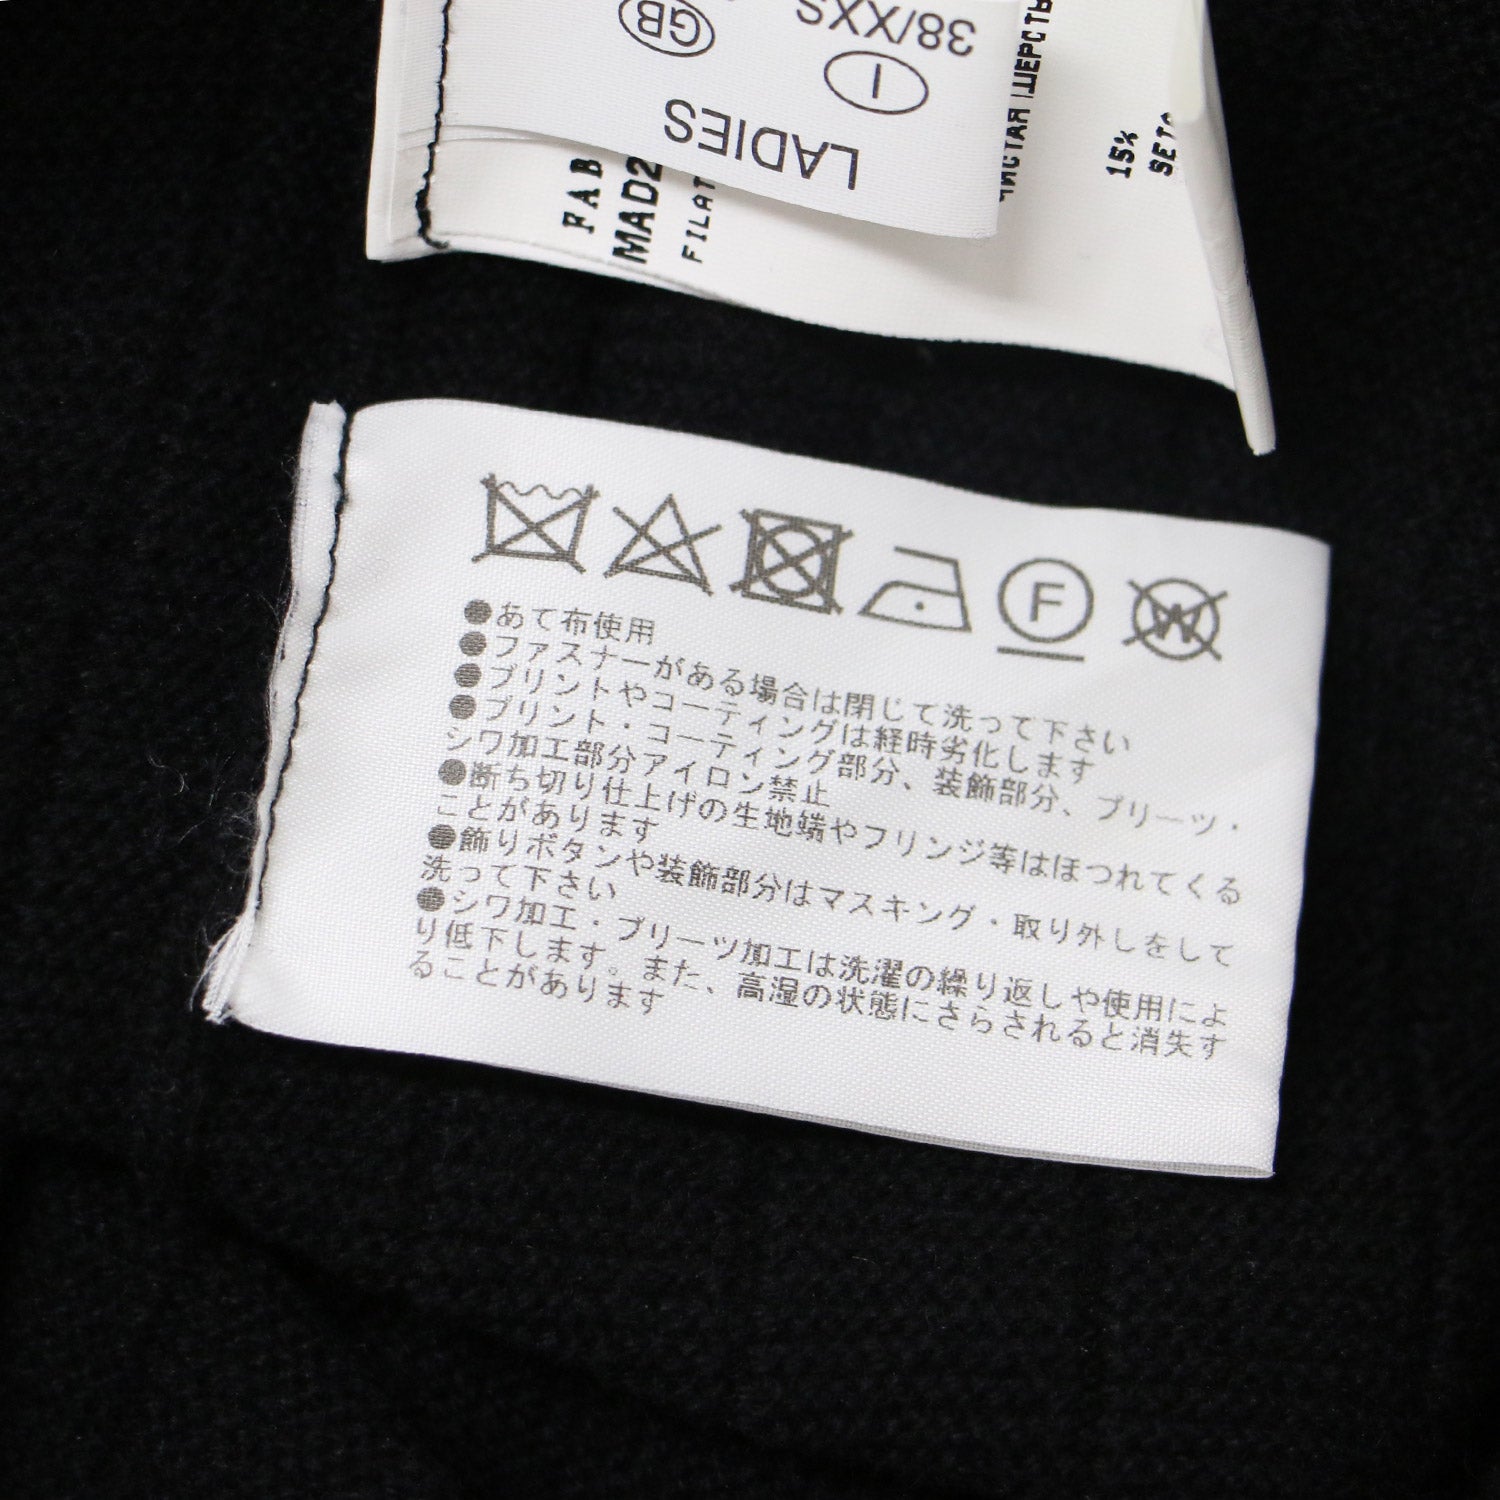 38/XXS
GB
I
LADIES
FAB
MAD2
FILAT
ЧИСТАЯ ШЕРСТЬ
15%
SETA
F
W
●あて布使用
●ファスナーがある場合は閉じて洗って下さい
●プリントやコーティングは経時劣化します
●プリント・コーティング部分、装飾部分、プリーツ・
シワ加工部分アイロン禁止
●断ち切り仕上げの生地端やフリンジ等はほつれてくる
ことがあります
●飾りボタンや装飾部分はマスキング・取り外しをして
洗って下さい
●シワ加工・プリーツ加工は洗濯の繰り返しや使用によ
り低下します。また、高湿の状態にさらされると消失す
ることがあります